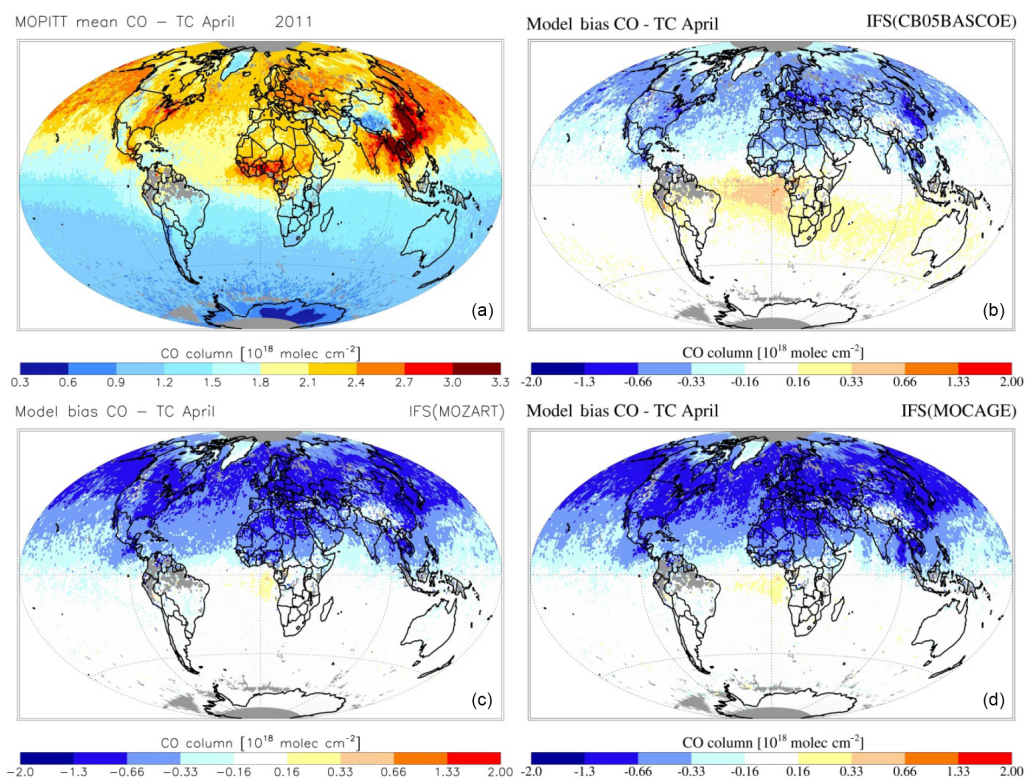 MOPITT mean CO – TC April 2011
Model bias CO - TC April IFS(CB05BASCOE)
(a)
(b)
CO column [10¹⁸ molec cm⁻²]
0.3 0.6 0.9 1.2 1.5 1.8 2.1 2.4 2.7 3.0 3.3
CO column [10¹⁸ molec cm⁻²]
-2.0 -1.3 -0.66 -0.33 -0.16 0.16 0.33 0.66 1.33 2.00
Model bias CO – TC April IFS(MOZART)
Model bias CO - TC April IFS(MOCAGE)
(c)
(d)
CO column [10¹⁸ molec cm⁻²]
−2.0 −1.3 −0.66 −0.33 −0.16 0.16 0.33 0.66 1.33 2.00
CO column [10¹⁸ molec cm⁻²]
-2.0 -1.3 -0.66 -0.33 -0.16 0.16 0.33 0.66 1.33 2.00